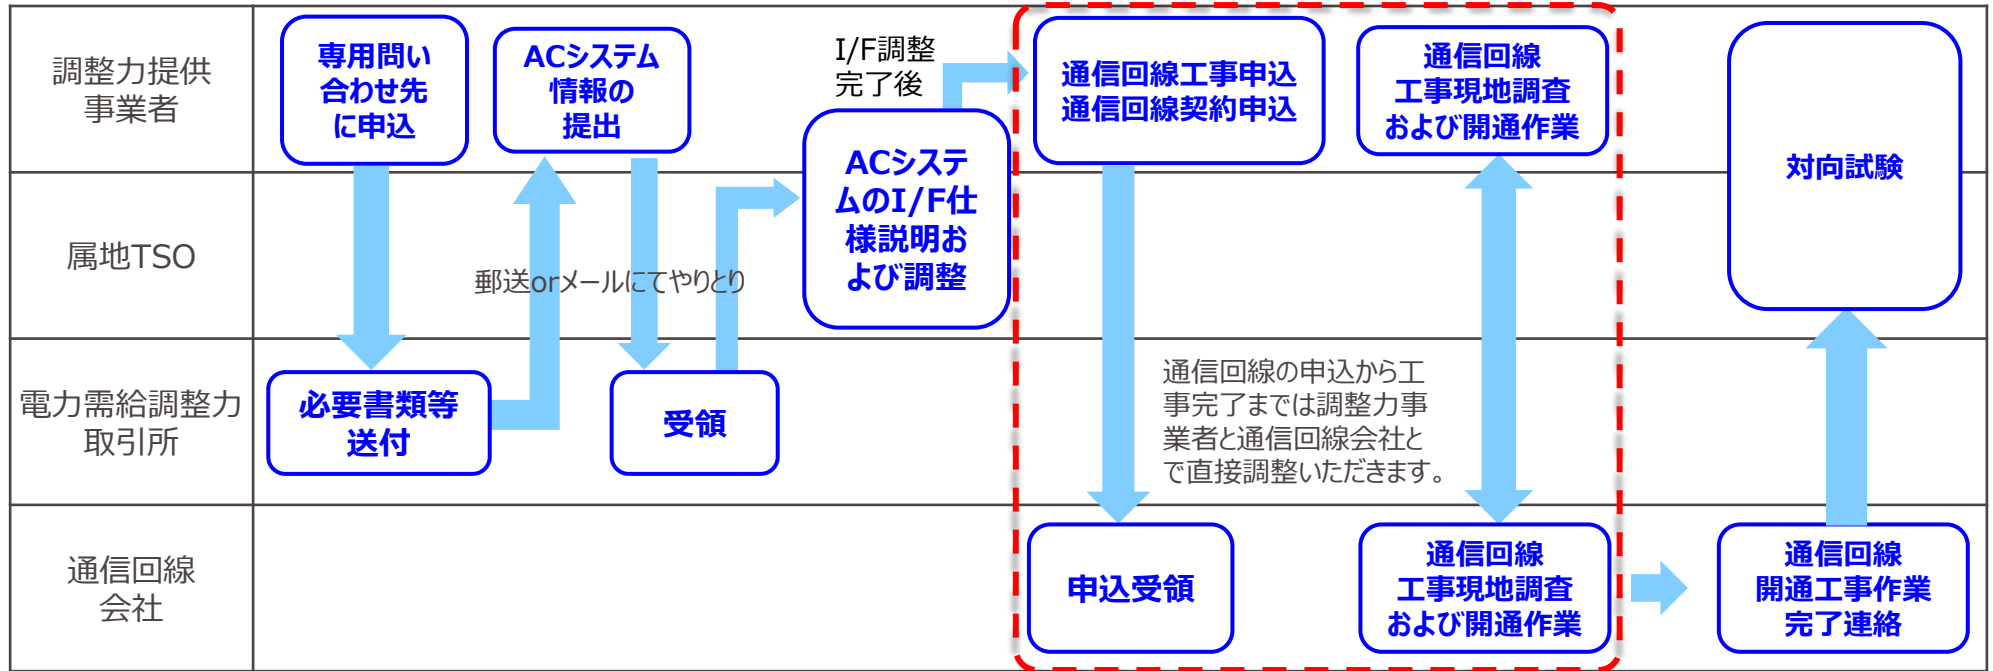 調整力提供
事業者
専用問い
合わせ先
に申込
ACシステム
情報の
提出
I/F調整
完了後
通信回線工事申込
通信回線契約申込
通信回線
工事現地調査
および開通作業
ACシステ
ムのI/F仕
様説明お
よび調整
対向試験
属地TSO
郵送orメールにてやりとり
電力需給調整力
取引所
必要書類等
送付
受領
通信回線の申込から工
事完了までは調整力事
業者と通信回線会社と
で直接調整いただきます。
通信回線
会社
申込受領
通信回線
工事現地調査
および開通作業
通信回線
開通工事作業
完了連絡